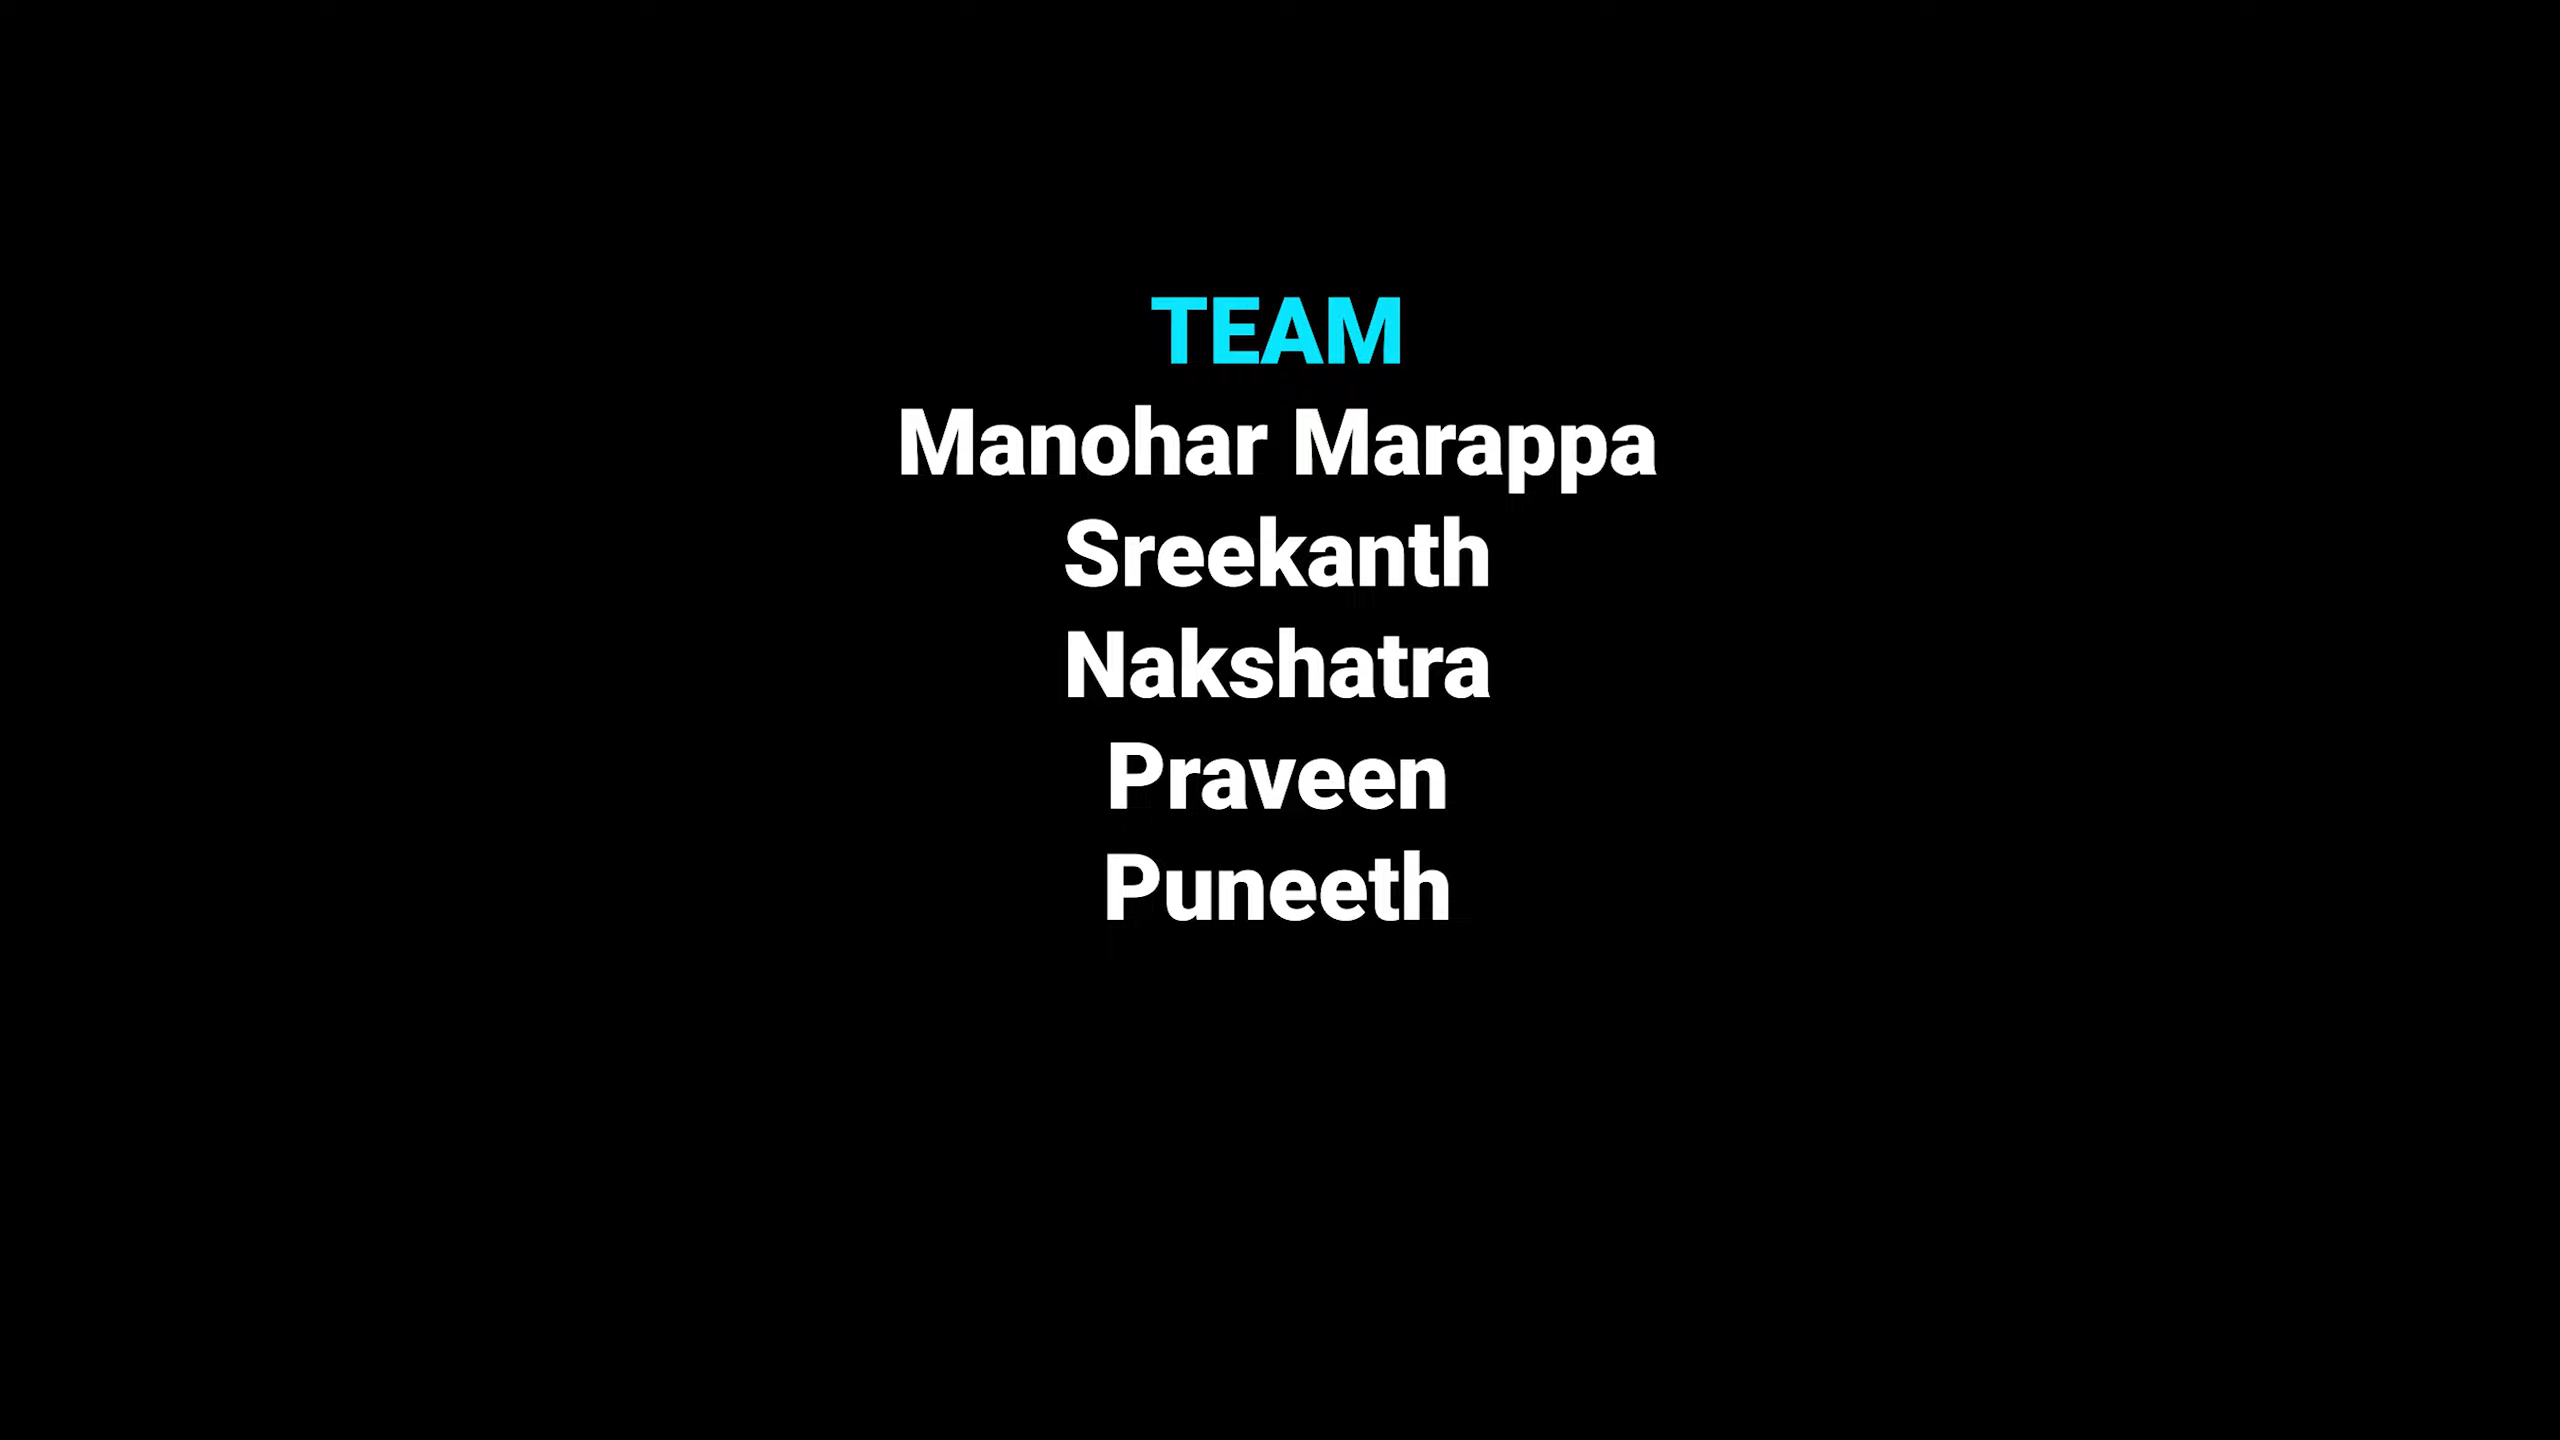 TEAM
Manohar Marappa
Sreekanth
Nakshatra
Praveen
Puneeth